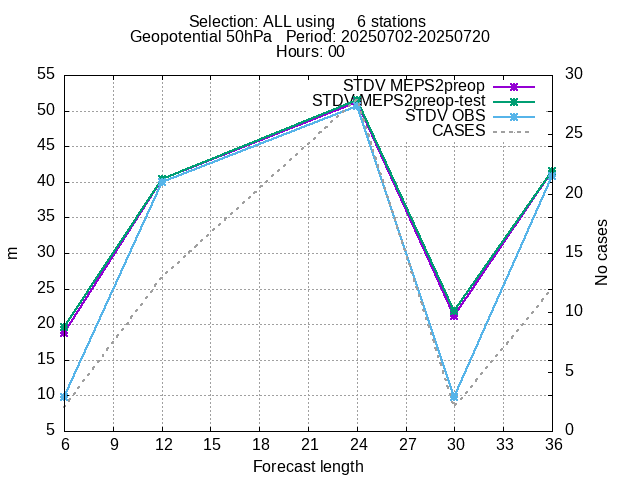 Selection: ALL using     6 stations
Geopotential 50hPa   Period: 20250702-20250720
Hours: 00
55
50
45
40
35
30
25
20
15
10
5
m
STDV MEPS2preop
STDV MEPS2preop-test
STDV OBS
CASES
30
25
20
15
10
5
0
No cases
6 9 12 15 18 21 24 27 30 33 36
Forecast length